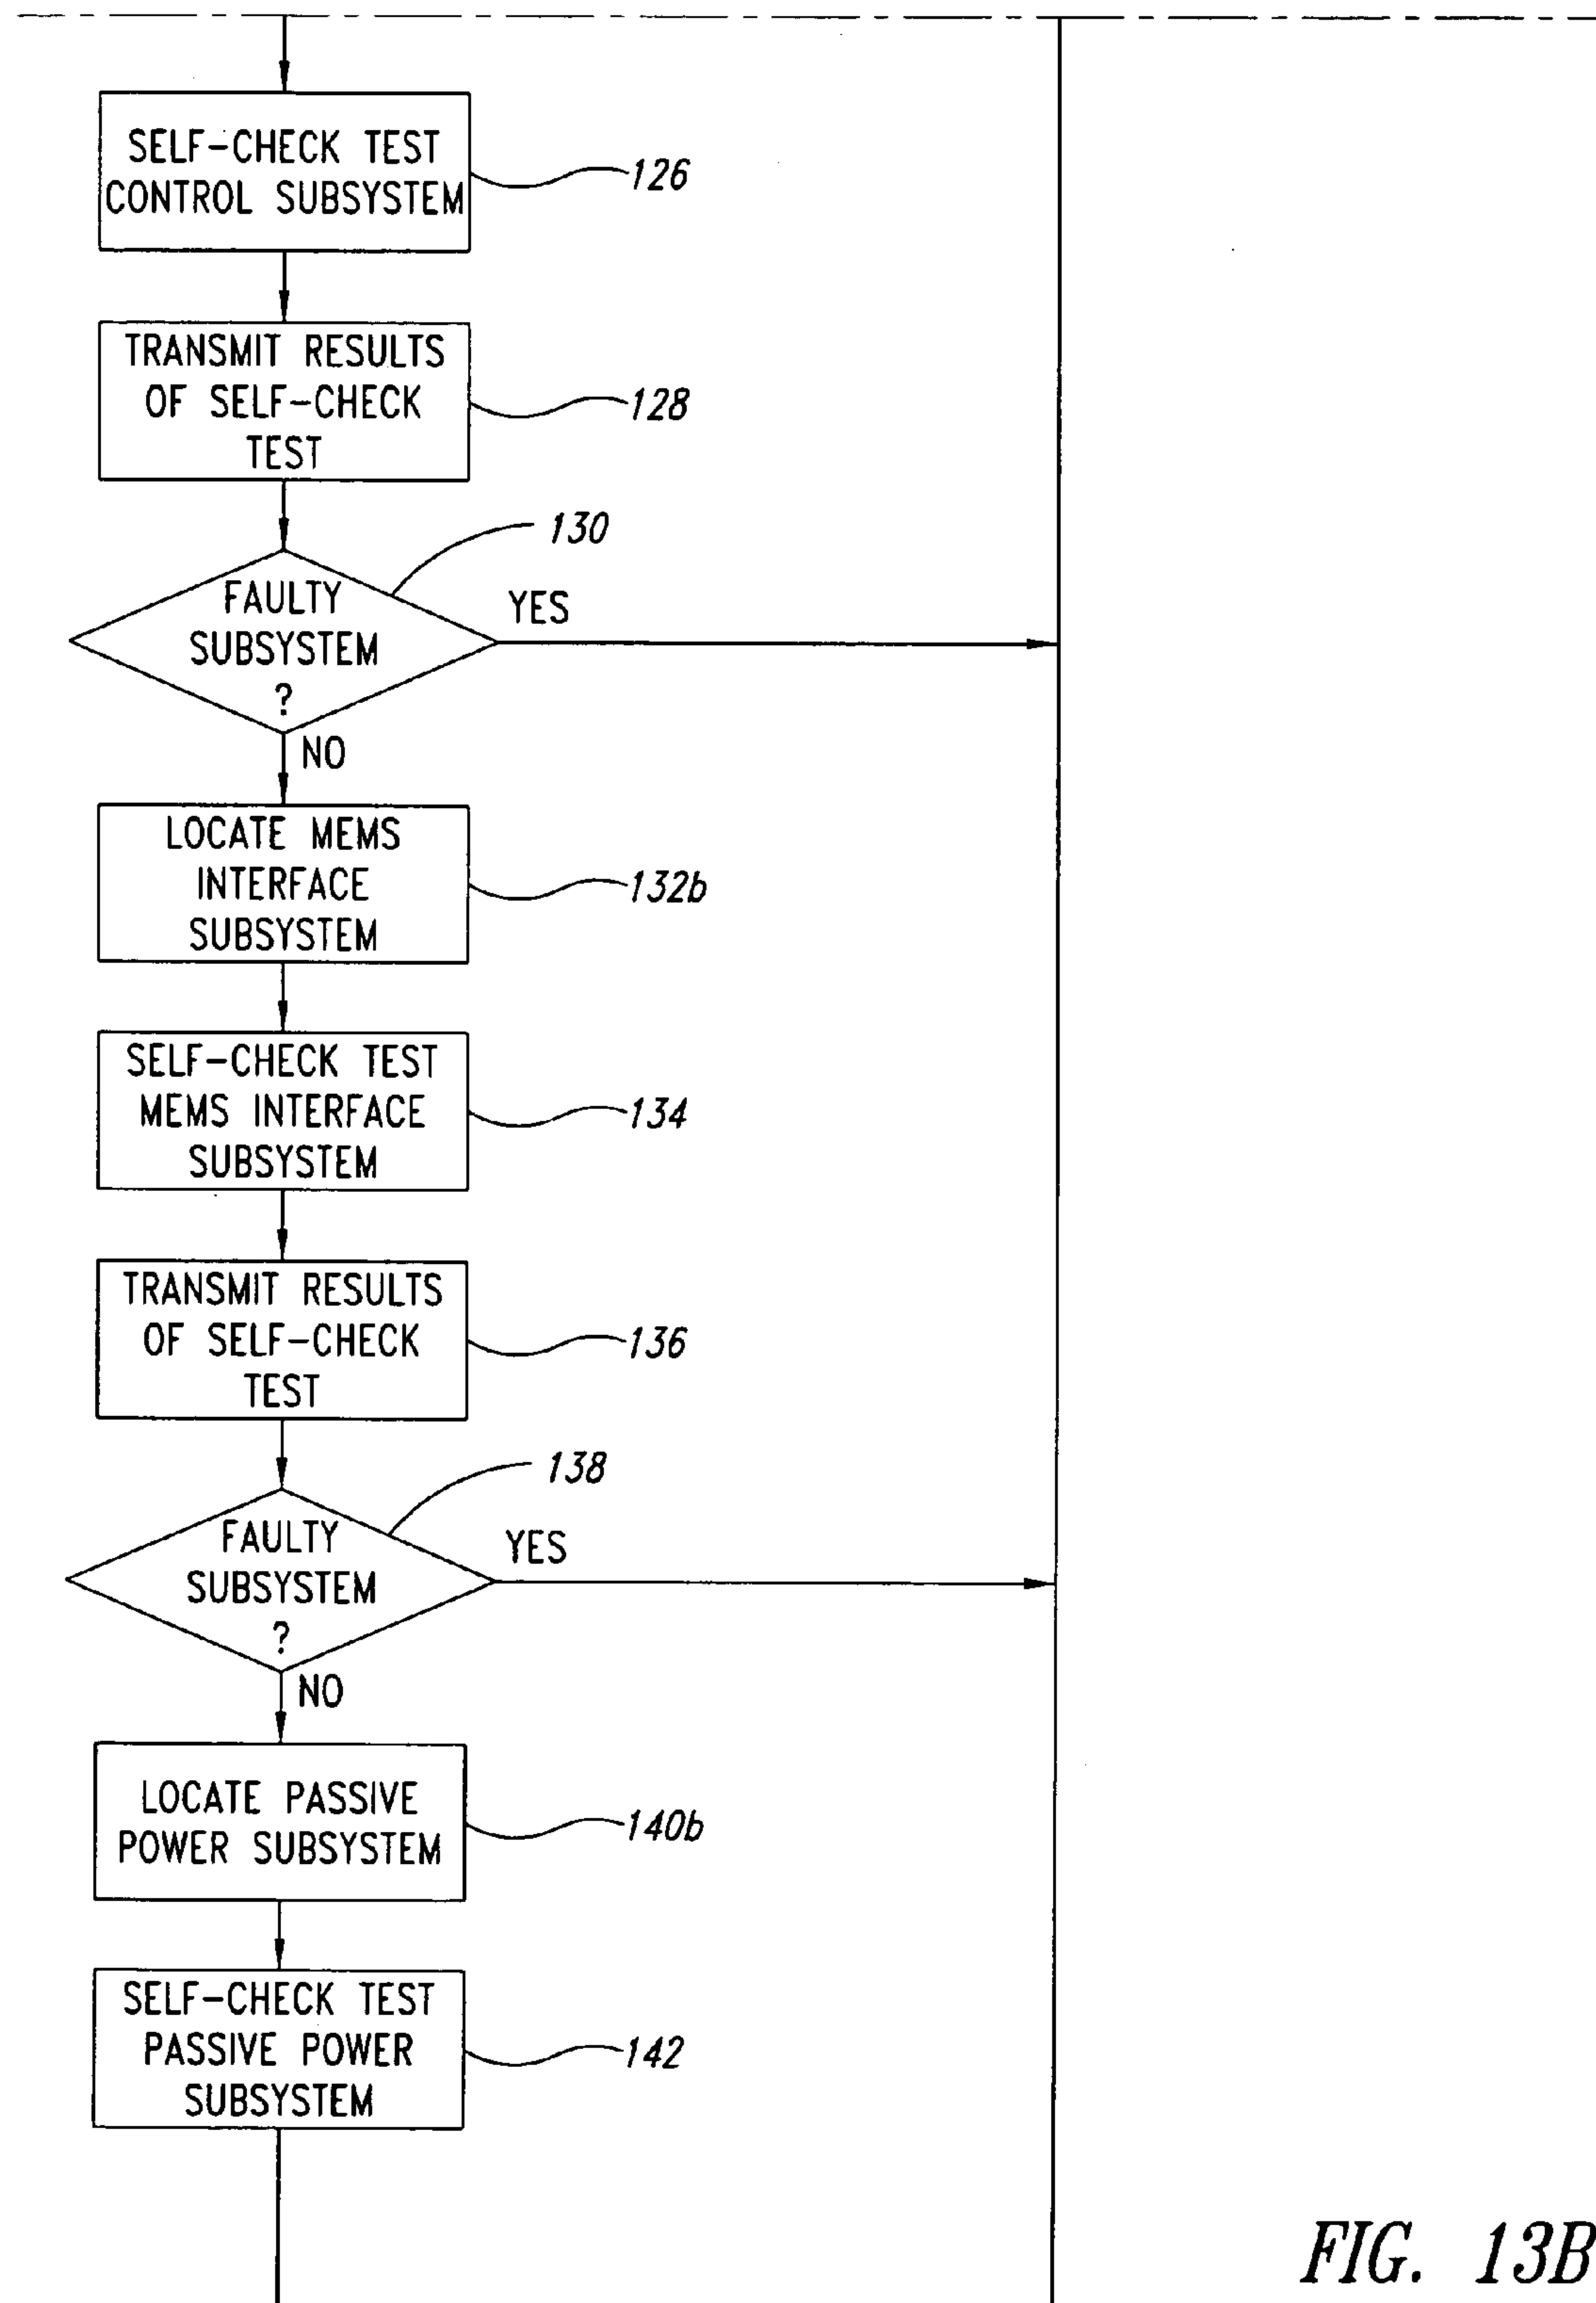 SELF-CHECK TEST
CONTROL SUBSYSTEM
126
TRANSMIT RESULTS
OF SELF-CHECK
TEST
128
130
FAULTY
SUBSYSTEM
?
YES
NO
LOCATE MEMS
INTERFACE
SUBSYSTEM
132b
SELF-CHECK TEST
MEMS INTERFACE
SUBSYSTEM
134
TRANSMIT RESULTS
OF SELF-CHECK
TEST
136
138
FAULTY
SUBSYSTEM
?
YES
NO
LOCATE PASSIVE
POWER SUBSYSTEM
140b
SELF-CHECK TEST
PASSIVE POWER
SUBSYSTEM
142
FIG. 13B